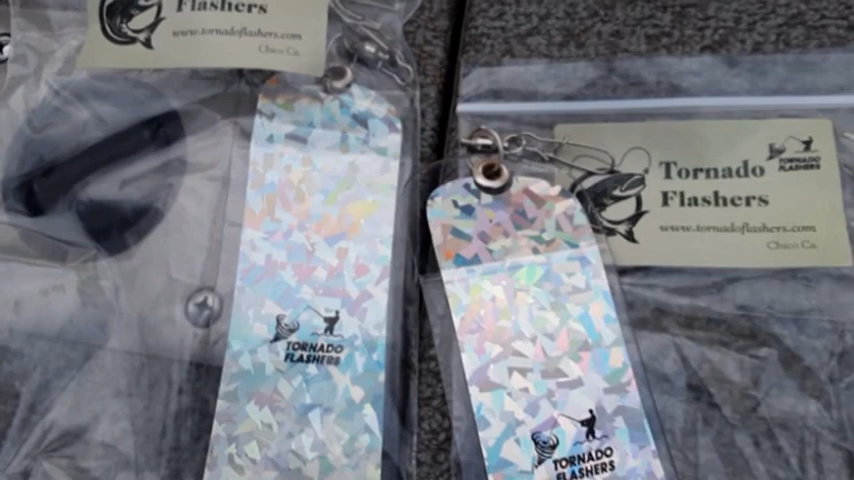 Flashers
www.tornadoflashers.com
Chico Ca.
TORNADO
FLASHERS
Tornado
Flashers
www.tornadoflashers.com
Chico Ca.
TORNADO
FLASHERS
TORNADO
FLASHERS